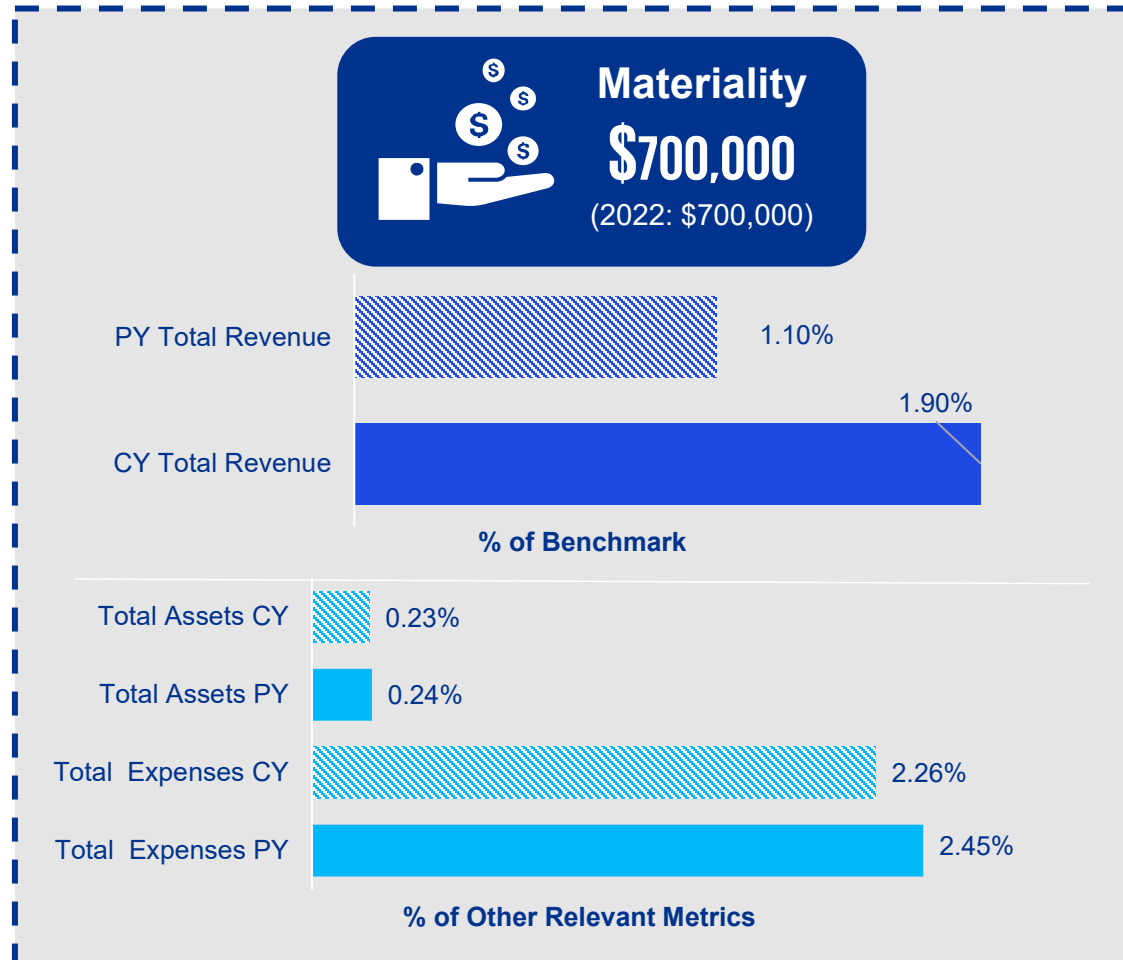 Materiality
$700,000
(2022: $700,000)
PY Total Revenue
1.10%
1.90%
CY Total Revenue
% of Benchmark
Total Assets CY
0.23%
Total Assets PY
0.24%
Total  Expenses CY
2.26%
Total  Expenses PY
2.45%
% of Other Relevant Metrics